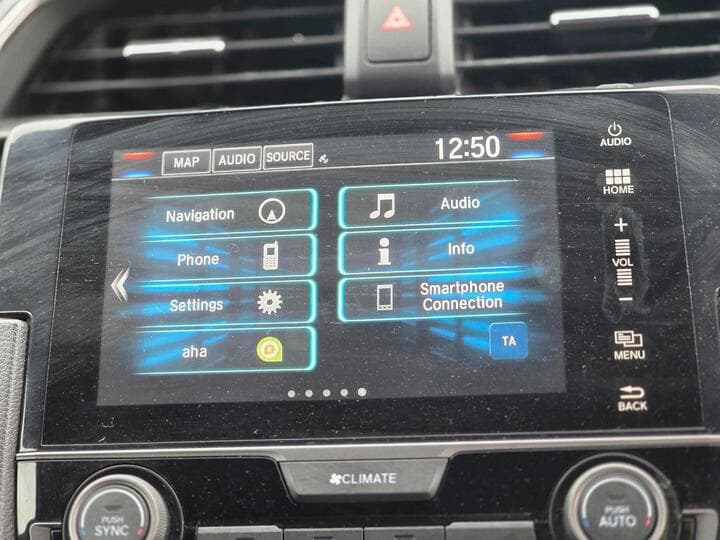 MAP AUDIO SOURCE 12:50
Navigation
Audio
Phone
Info
Settings
Smartphone
Connection
aha
TA
AUDIO
HOME
+
VOL
−
MENU
BACK
CLIMATE
PUSH
SYNC
PUSH
AUTO